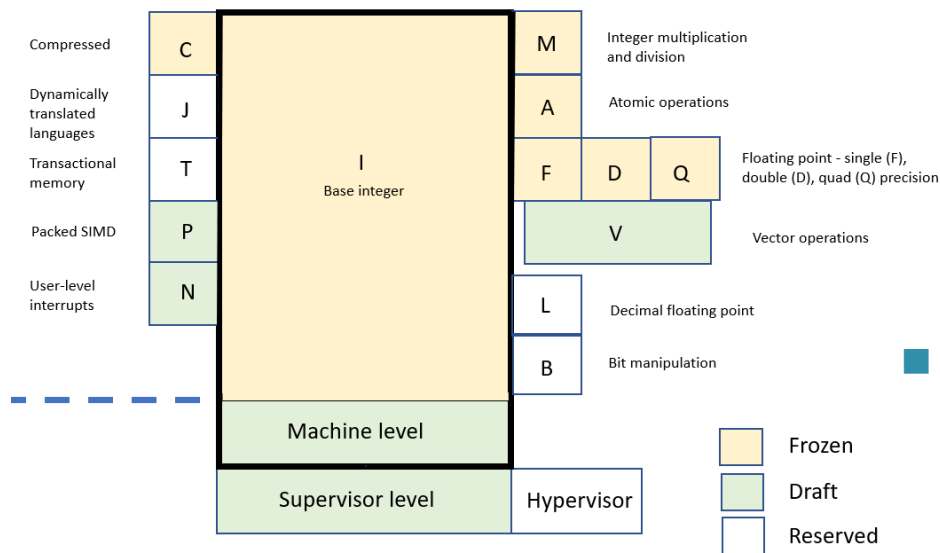 Compressed
C
Dynamically
translated
languages
J
Transactional
memory
T
Packed SIMD
P
User-level
interrupts
N
I
Base integer
M
Integer multiplication
and division
A
Atomic operations
F
D
Q
Floating point - single (F),
double (D), quad (Q) precision
V
Vector operations
L
Decimal floating point
B
Bit manipulation
Machine level
Supervisor level
Hypervisor
Frozen
Draft
Reserved